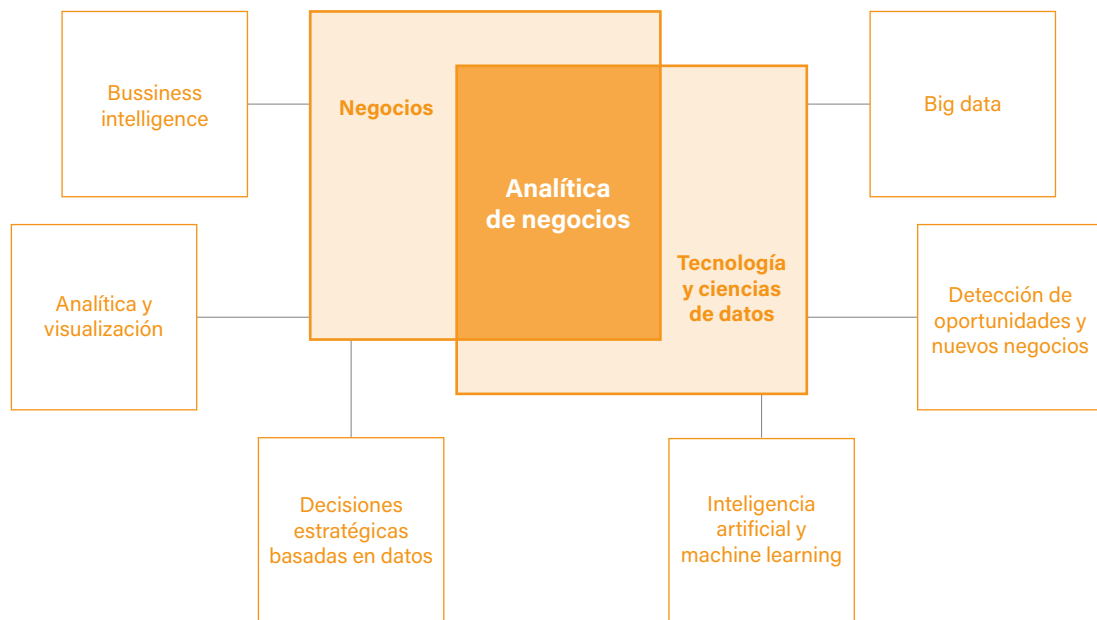 Bussiness
intelligence
Negocios
Big data
Analítica
de negocios
Analítica y
visualización
Tecnología
y ciencias
de datos
Detección de
oportunidades y
nuevos negocios
Decisiones
estratégicas
basadas en datos
Inteligencia
artificial y
machine learning